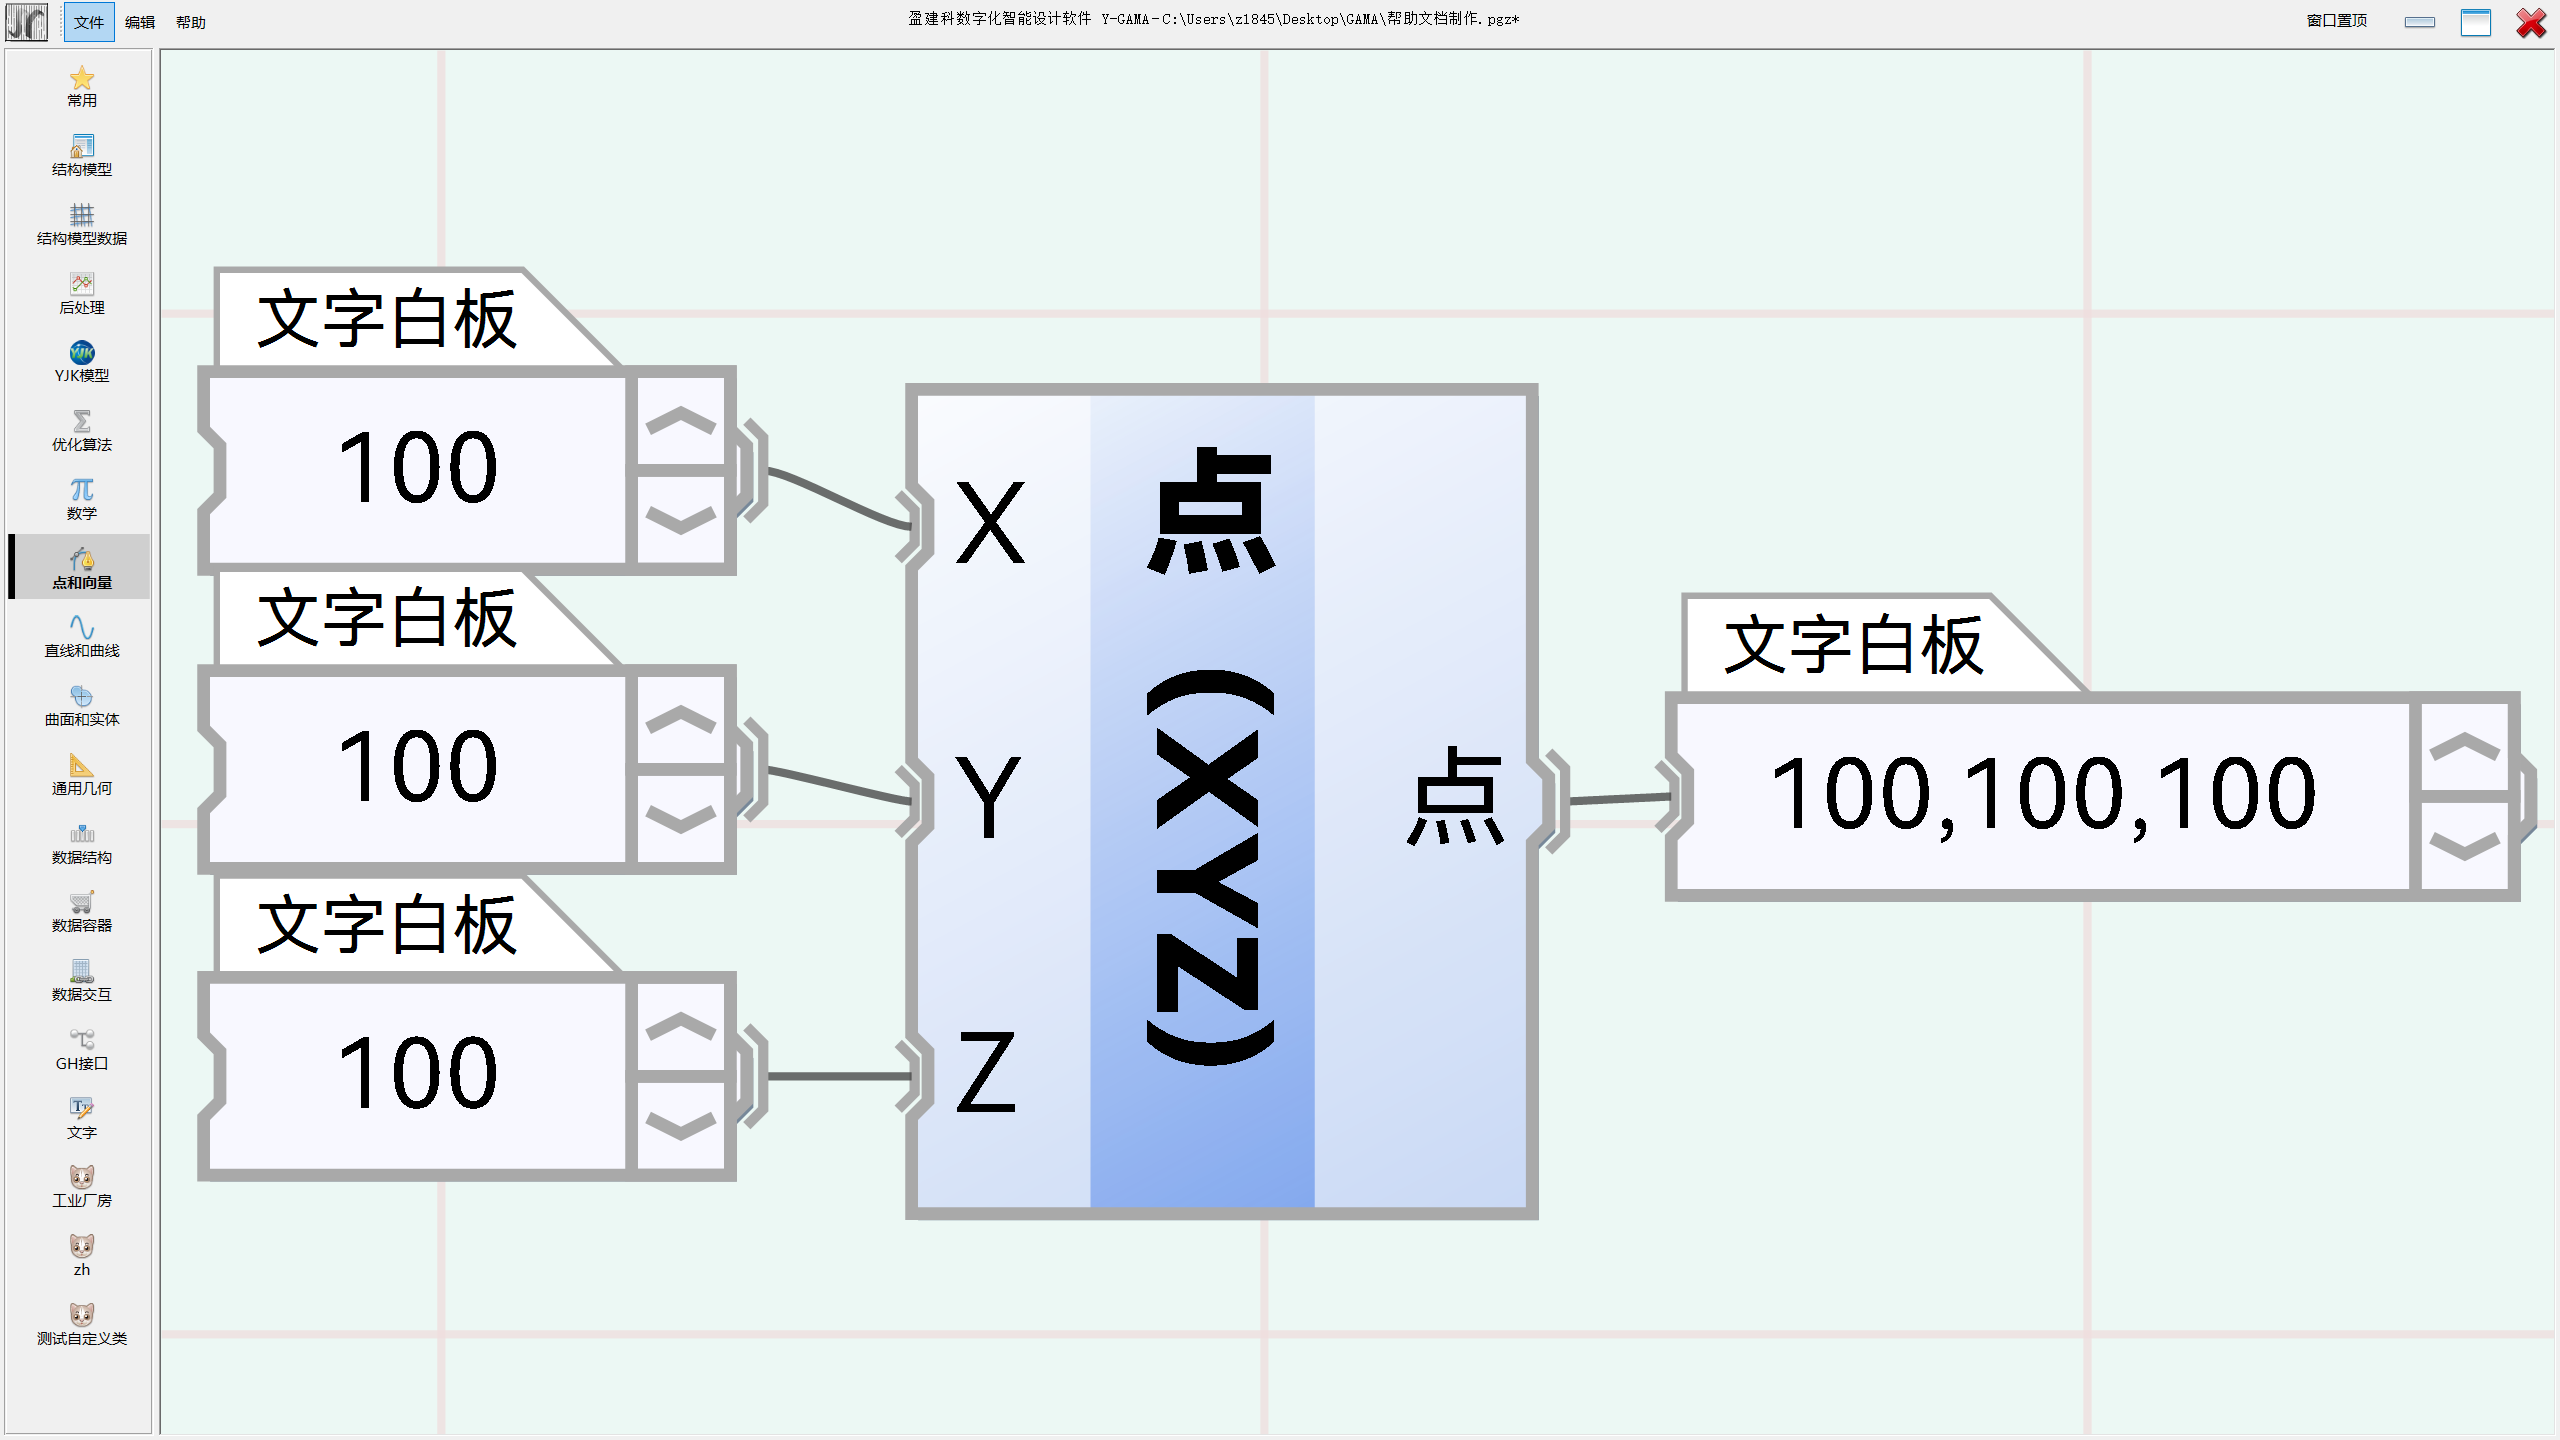 文件 编辑 帮助
盈建科数字化智能设计软件 Y-GAMA-C:\Users\z1845\Desktop\GAMA\帮助文档制作.pgz*
窗口置顶
常用
结构模型
结构模型数据
后处理
YJK
YJK模型
优化算法
数学
点和向量
直线和曲线
曲面和实体
通用几何
数据结构
数据容器
数据交互
GH接口
文字
工业厂房
zh
测试自定义类
文字白板
100
文字白板
100
文字白板
100
X
Y
Z
点 (XYZ)
点
文字白板
100,100,100